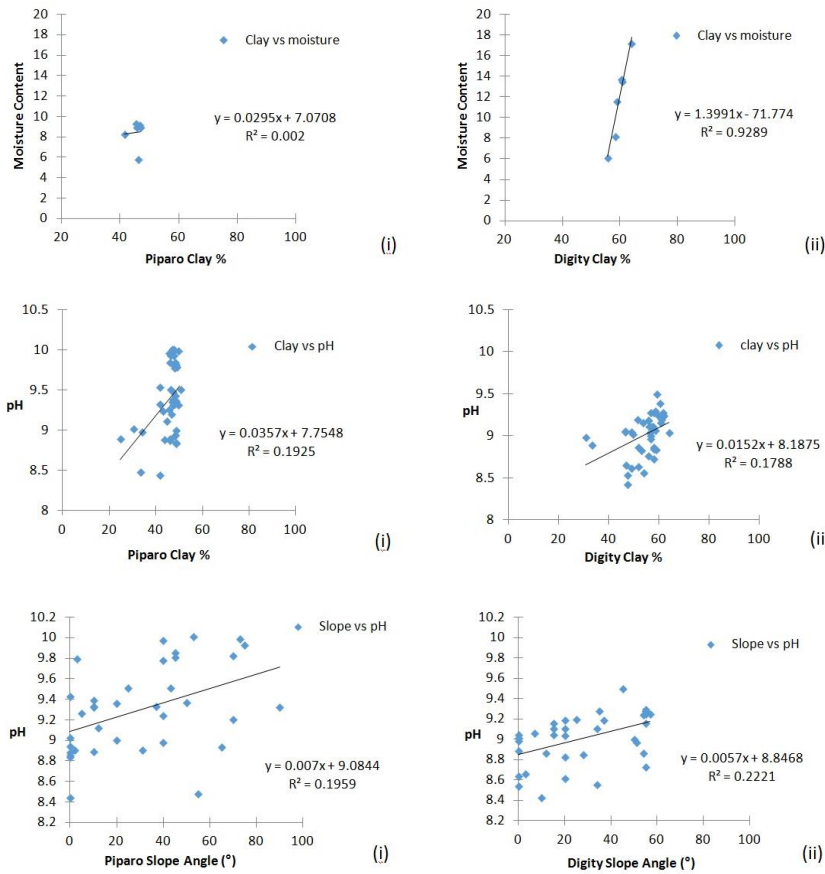 20
18
16
14
12
10
8
6
4
2
0
Moisture Content
Clay vs moisture
y = 0.0295x + 7.0708
R² = 0.002
20 40 60 80 100
Piparo Clay %
(i)
20
18
16
14
12
10
8
6
4
2
0
Moisture Content
Clay vs moisture
y = 1.3991x - 71.774
R² = 0.9289
20 40 60 80 100
Digity Clay %
(ii)
10.5
10
9.5
9
8.5
8
pH
Clay vs pH
y = 0.0357x + 7.7548
R² = 0.1925
0 20 40 60 80 100
Piparo Clay %
(i)
10.5
10
9.5
9
8.5
8
pH
clay vs pH
y = 0.0152x + 8.1875
R² = 0.1788
0 20 40 60 80 100
Digity Clay %
(ii
10.2
10
9.8
9.6
9.4
9.2
9
8.8
8.6
8.4
8.2
pH
Slope vs pH
y = 0.007x + 9.0844
R² = 0.1959
0 20 40 60 80 100
Piparo Slope Angle (°)
(i)
10.2
10
9.8
9.6
9.4
9.2
9
8.8
8.6
8.4
8.2
pH
Slope vs pH
y = 0.0057x + 8.8468
R² = 0.2221
0 20 40 60 80 100
Digity Slope Angle (°)
(ii)